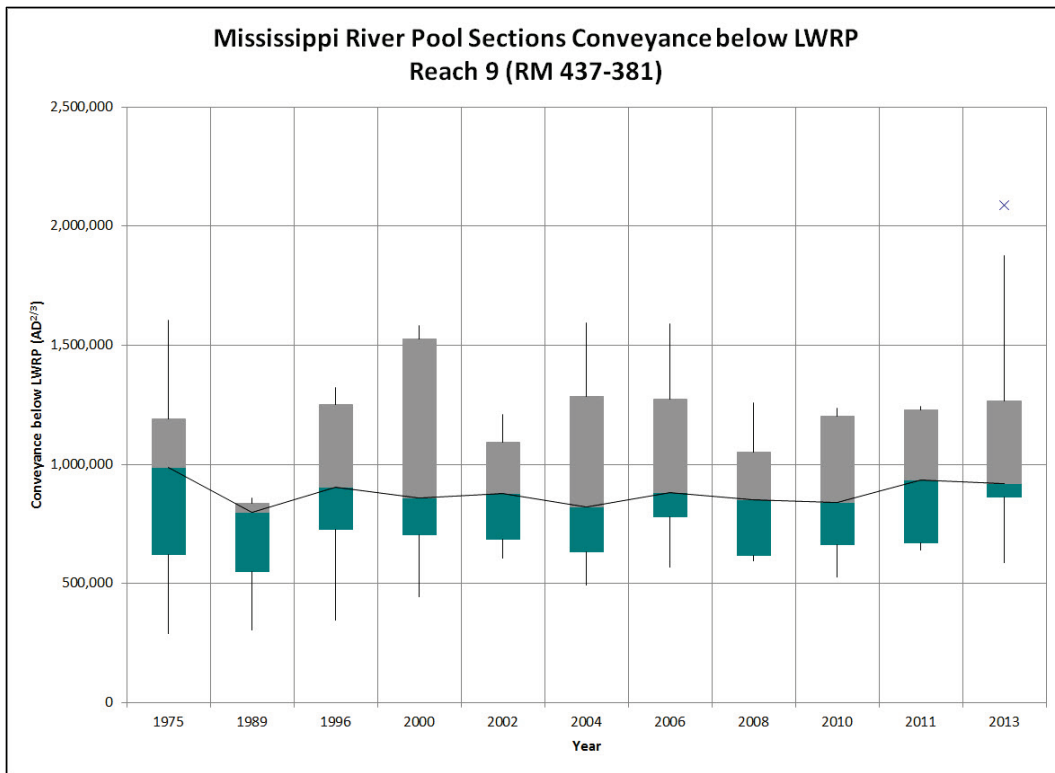 Mississippi River Pool Sections Conveyance below LWRP
Reach 9 (RM 437-381)
2,500,000
2,000,000
1,500,000
1,000,000
500,000
0
Conveyance below LWRP (AD^2/3)
1975 1989 1996 2000 2002 2004 2006 2008 2010 2011 2013
Year